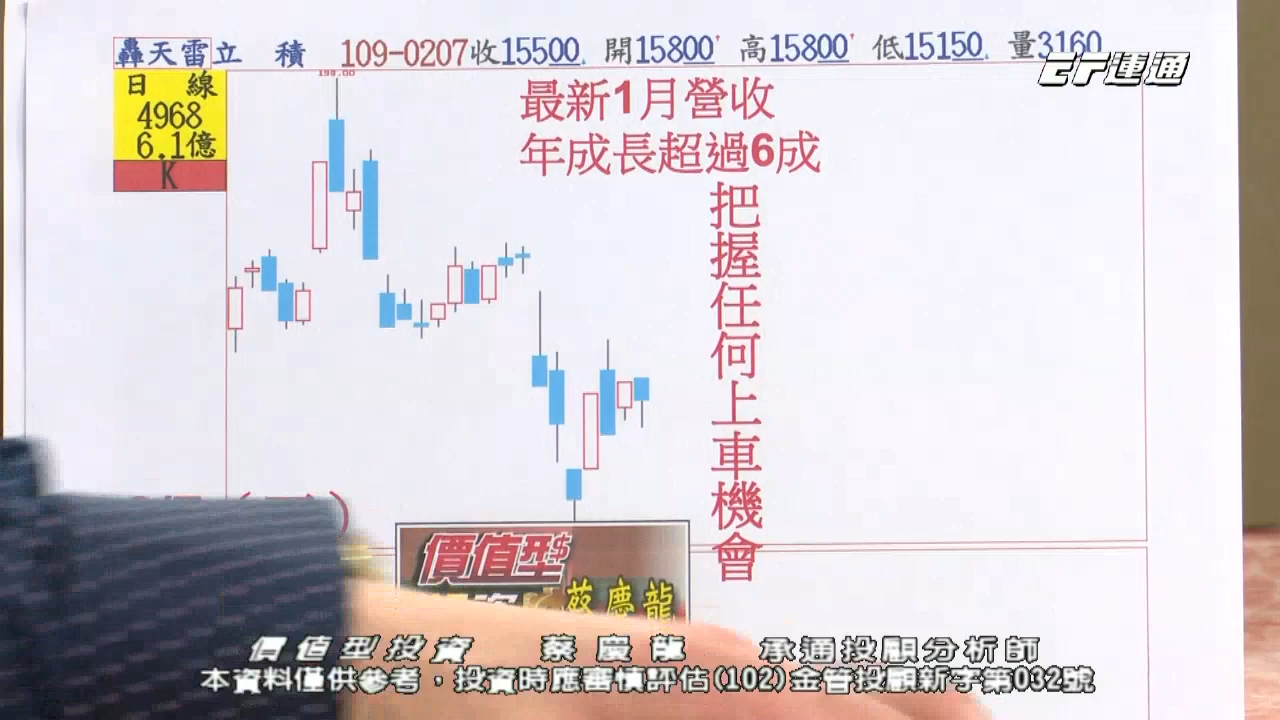 轟天雷立 積 109-0207收15500 開15800 高15800 低15150 量3160
CT連通
日 線
4968
6.1億
K
198.00
最新1月營收
年成長超過6成
把握任何上車機會
價值型$
蔡慶龍
價值型投資 蔡慶龍 承通投顧分析師
本資料僅供參考,投資時應審慎評估(102)金管投顧新字第032號